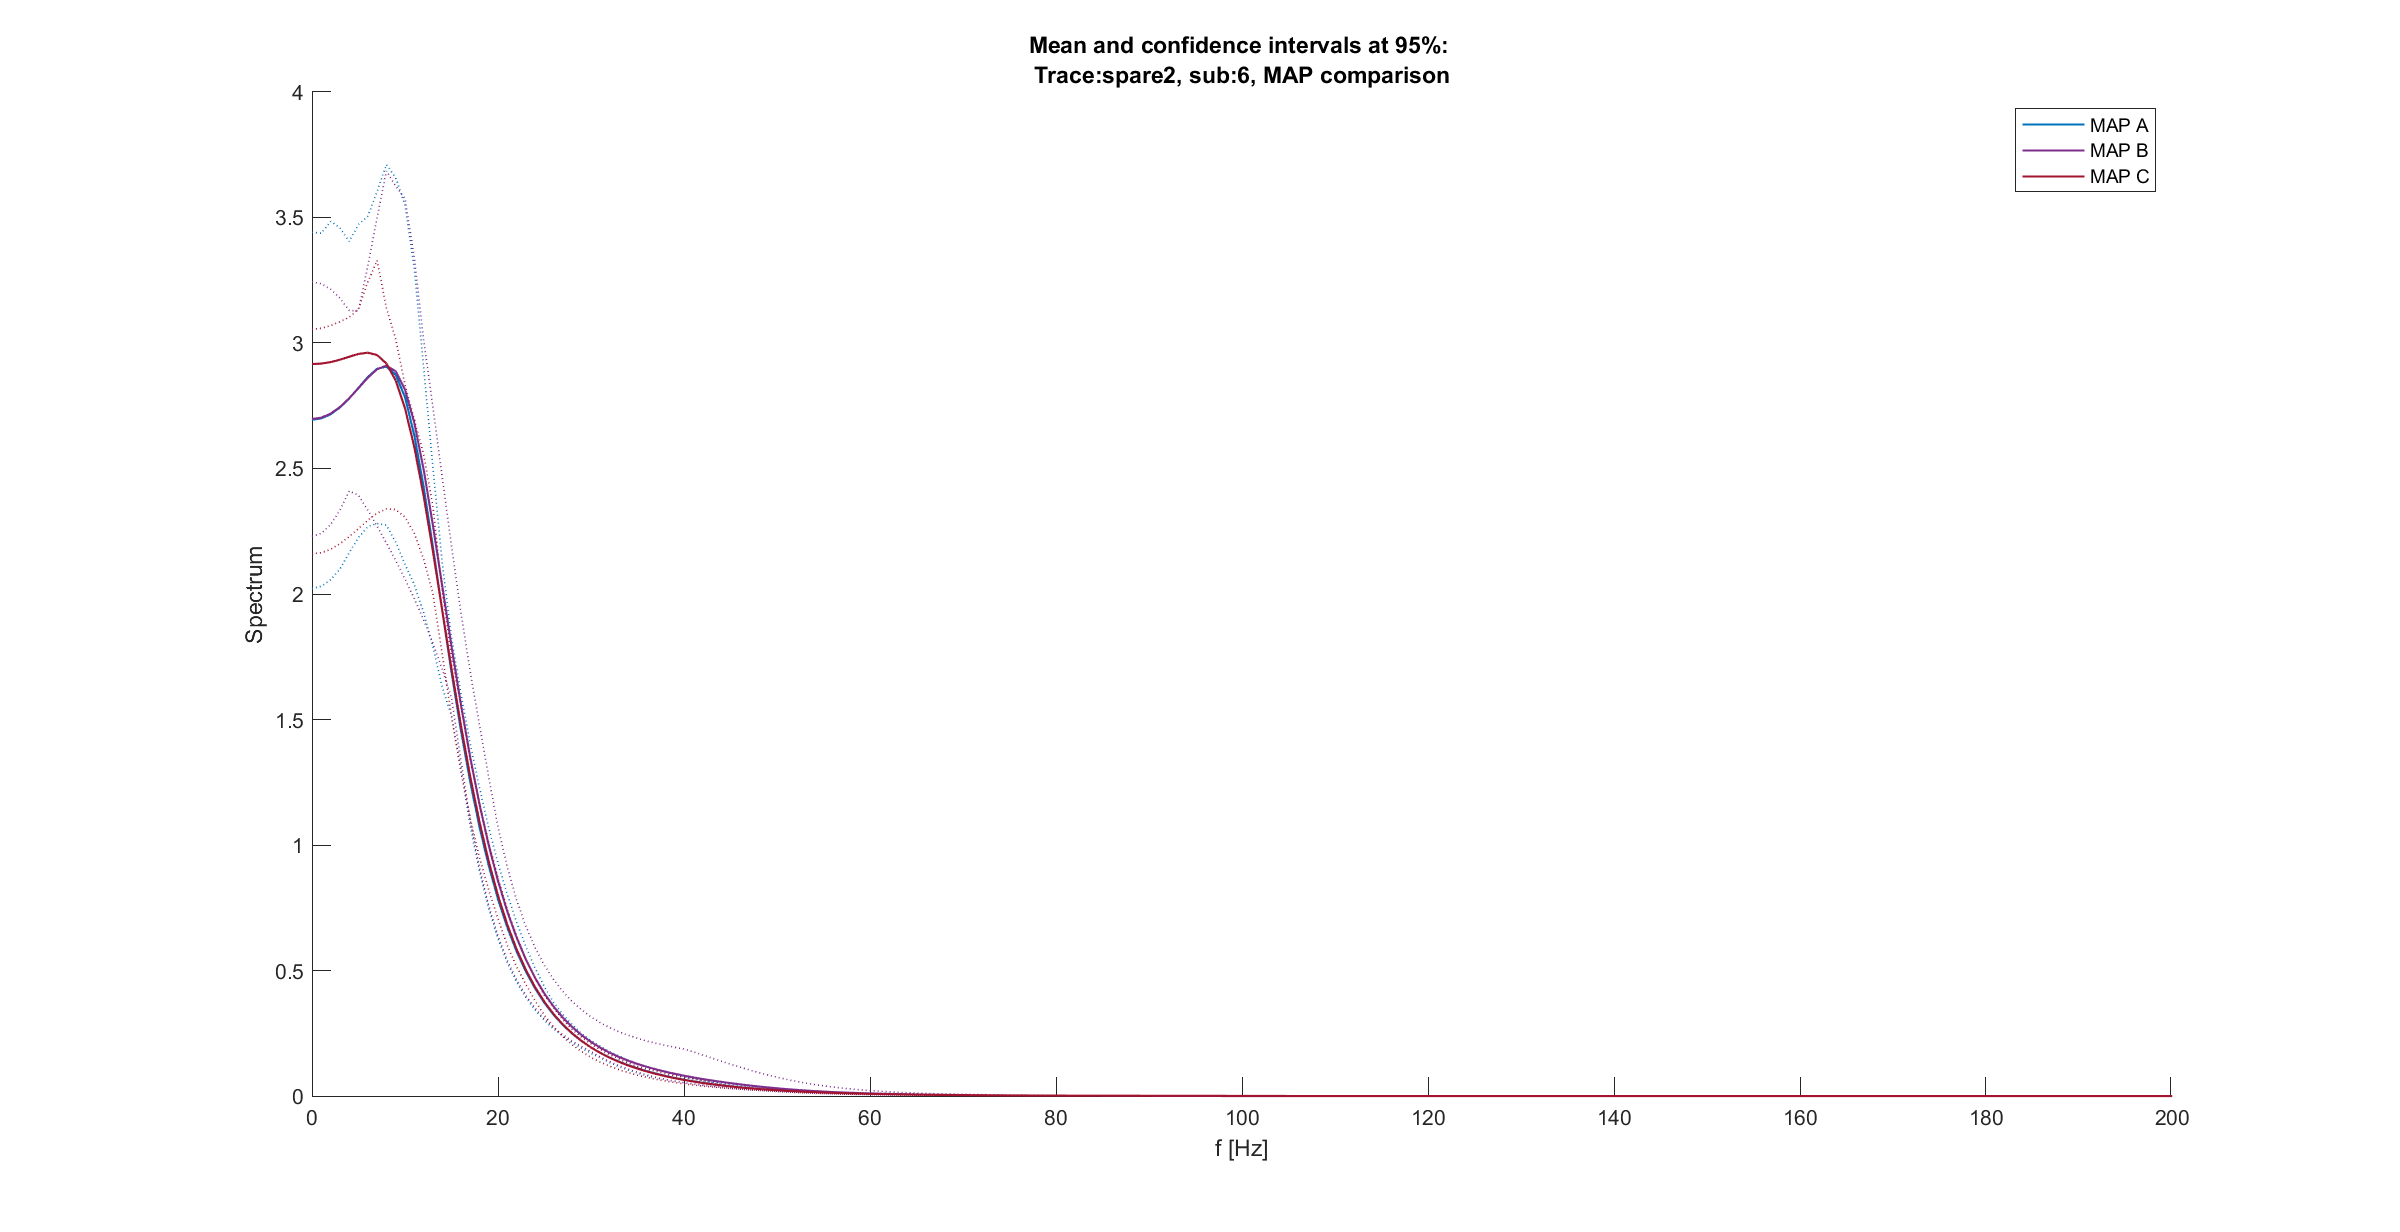 Mean and confidence intervals at 95%:
Trace:spare2, sub:6, MAP comparison
MAP A
MAP B
MAP C
Spectrum
4
3.5
3
2.5
2
1.5
1
0.5
0
0 20 40 60 80 100 120 140 160 180 200
f [Hz]